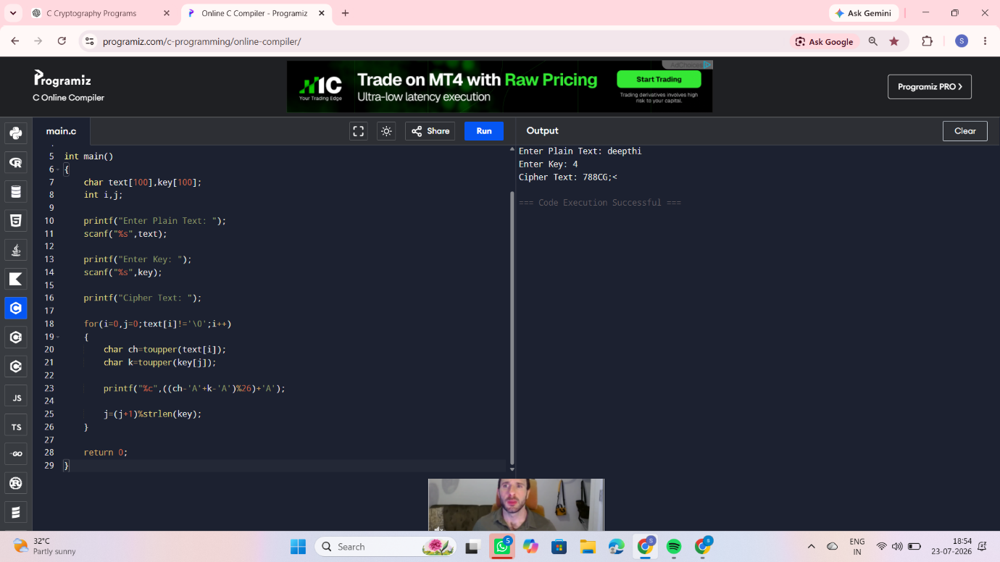 C Cryptography Programs
Online C Compiler - Programiz
Ask Gemini
programiz.com/c-programming/online-compiler/
Ask Google
S
Programiz
C Online Compiler
HIC
Your Trading Edge
Trade on MT4 with Raw Pricing
Ultra-low latency execution
AdChoices
Start Trading
Trading derivatives involves high
risk to your capital.
Programiz PRO
main.c
Share
Run
Output
Clear
5 int main()
6 {
7 char text[100],key[100];
8 int i,j;
9
10 printf("Enter Plain Text: ");
11 scanf("%s",text);
12
13 printf("Enter Key: ");
14 scanf("%s",key);
15
16 printf("Cipher Text: ");
17
18 for(i=0,j=0;text[i]!='\0';i++)
19 {
20 char ch=toupper(text[i]);
21 char k=toupper(key[j]);
22
23 printf("%c",((ch-'A'+k-'A')%26)+'A');
24
25 j=(j+1)%strlen(key);
26 }
27
28 return 0;
29 }
Enter Plain Text: deepthi
Enter Key: 4
Cipher Text: 788CG;<
=== Code Execution Successful ===
JS
TS
GO
32°C
Partly sunny
Search
5
S
S
ENG
IN
18:54
23-07-2026